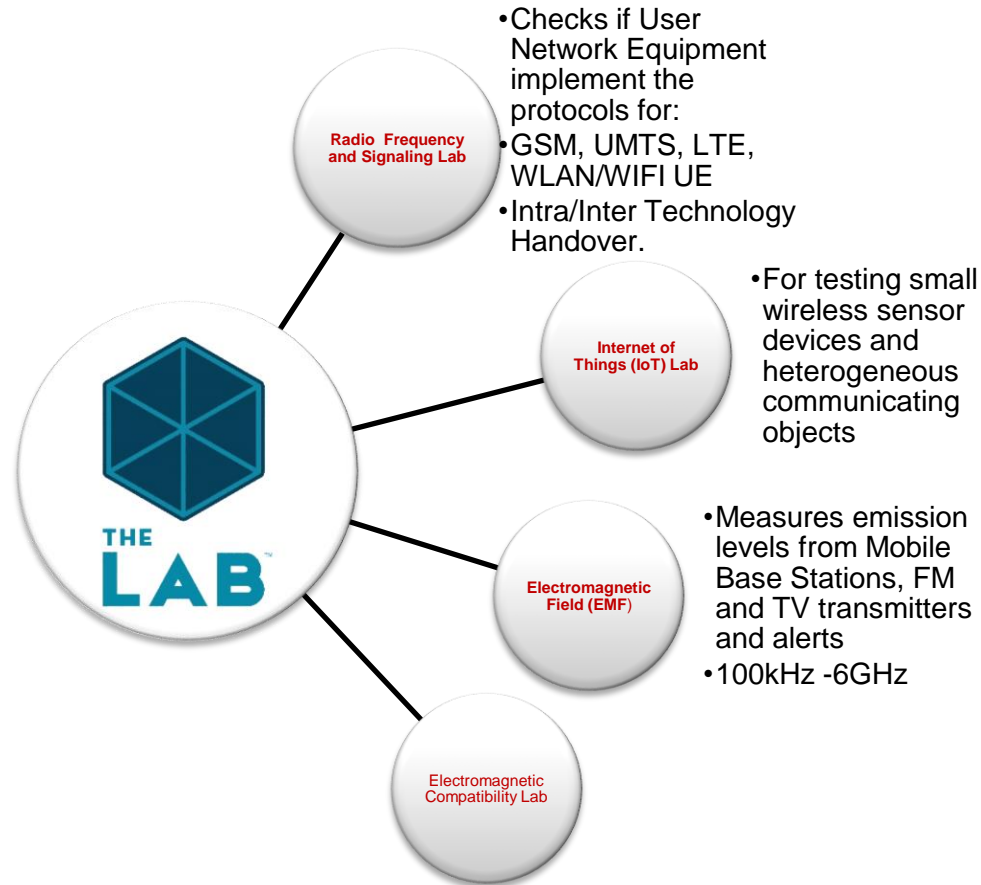 •Checks if User
Network Equipment
implement the
protocols for:
•GSM, UMTS, LTE,
WLAN/WIFI UE
•Intra/Inter Technology
Handover.
Radio Frequency
and Signaling Lab
Internet of
Things (IoT) Lab
•For testing small
wireless sensor
devices and
heterogeneous
communicating
objects
THE
LAB™
Electromagnetic
Field (EMF)
•Measures emission
levels from Mobile
Base Stations, FM
and TV transmitters
and alerts
•100kHz -6GHz
Electromagnetic
Compatibility Lab